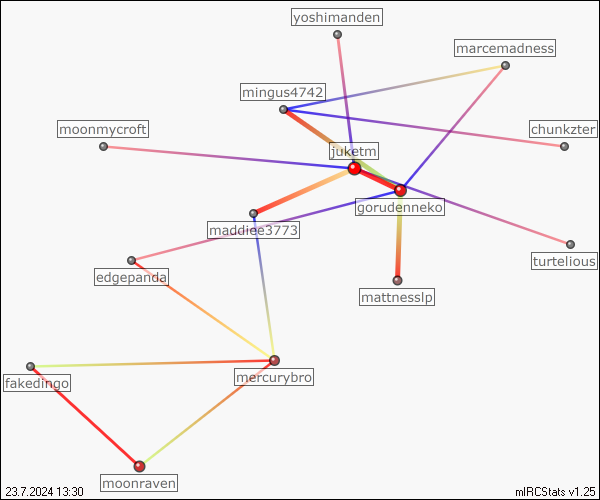 yoshimanden
marcemadness
mingus4742
moonmycroft
chunkzter
juketm
gorudenneko
maddiee3773
turtelious
edgepanda
mattnesslp
mercurybro
fakedingo
moonraven
23.7.2024 13:30
mIRCStats v1.25